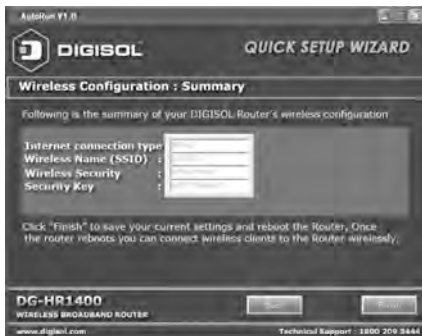 AutoRun V1.0
DIGISOL
QUICK SETUP WIZARD
Wireless Configuration : Summary
Following is the summary of your DIGISOL Router's wireless configuration
Internet connection type
Wireless Name (SSID) :
Wireless Security :
Security Key :
Click "Finish" to save your current settings and reboot the Router, Once
the router reboots you can connect wireless clients to the Router wirelessly.
DG-HR1400
WIRELESS BROADBAND ROUTER
www.digisol.com
Technical Support : 1800 209 3444